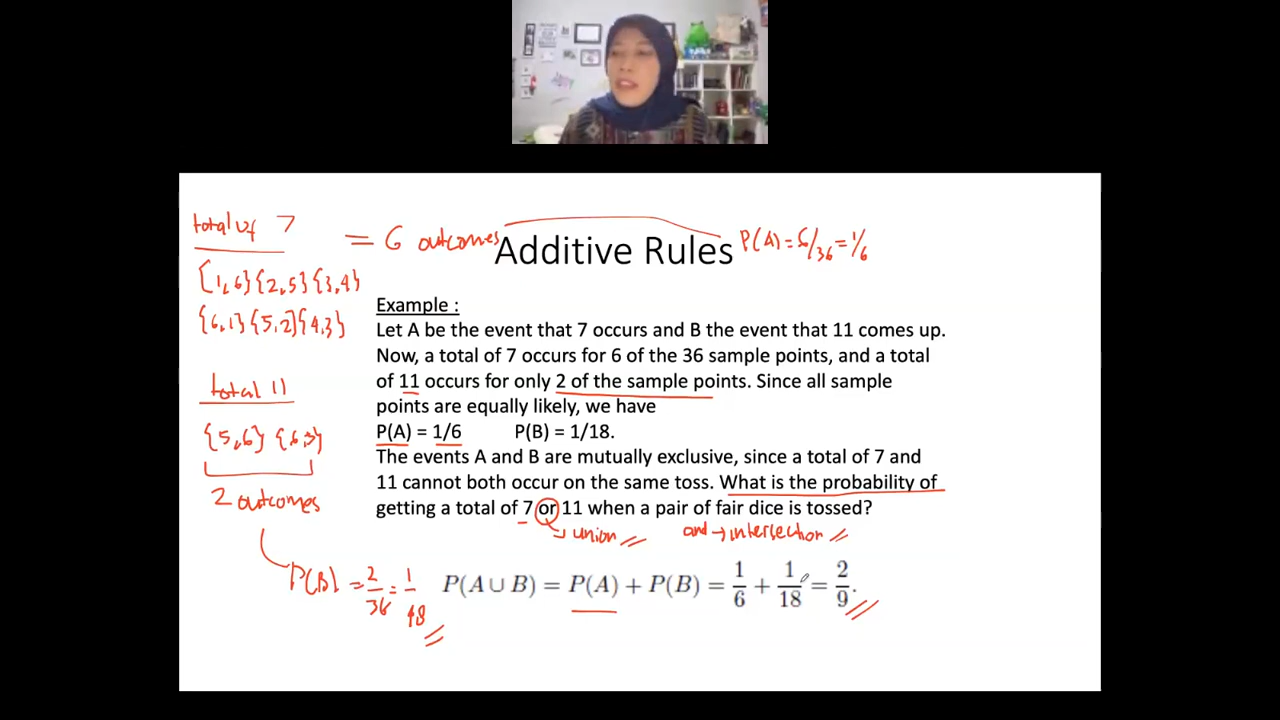 total of 7
= 6 outcomes
Additive Rules
P(A) = 6/36 = 1/6
{1,6} {2,5} {3,4}
{6,1} {5,2} {4,3}
Example :
Let A be the event that 7 occurs and B the event that 11 comes up.
Now, a total of 7 occurs for 6 of the 36 sample points, and a total
of 11 occurs for only 2 of the sample points. Since all sample
points are equally likely, we have
P(A) = 1/6 P(B) = 1/18.
The events A and B are mutually exclusive, since a total of 7 and
11 cannot both occur on the same toss. What is the probability of
getting a total of 7 or 11 when a pair of fair dice is tossed?
total 11
{5,6} {6,5}
2 outcomes
→ union
and → intersection
P(B) = 2/36 = 1/18
P(A ∪ B) = P(A) + P(B) = 1/6 + 1/18 = 2/9.